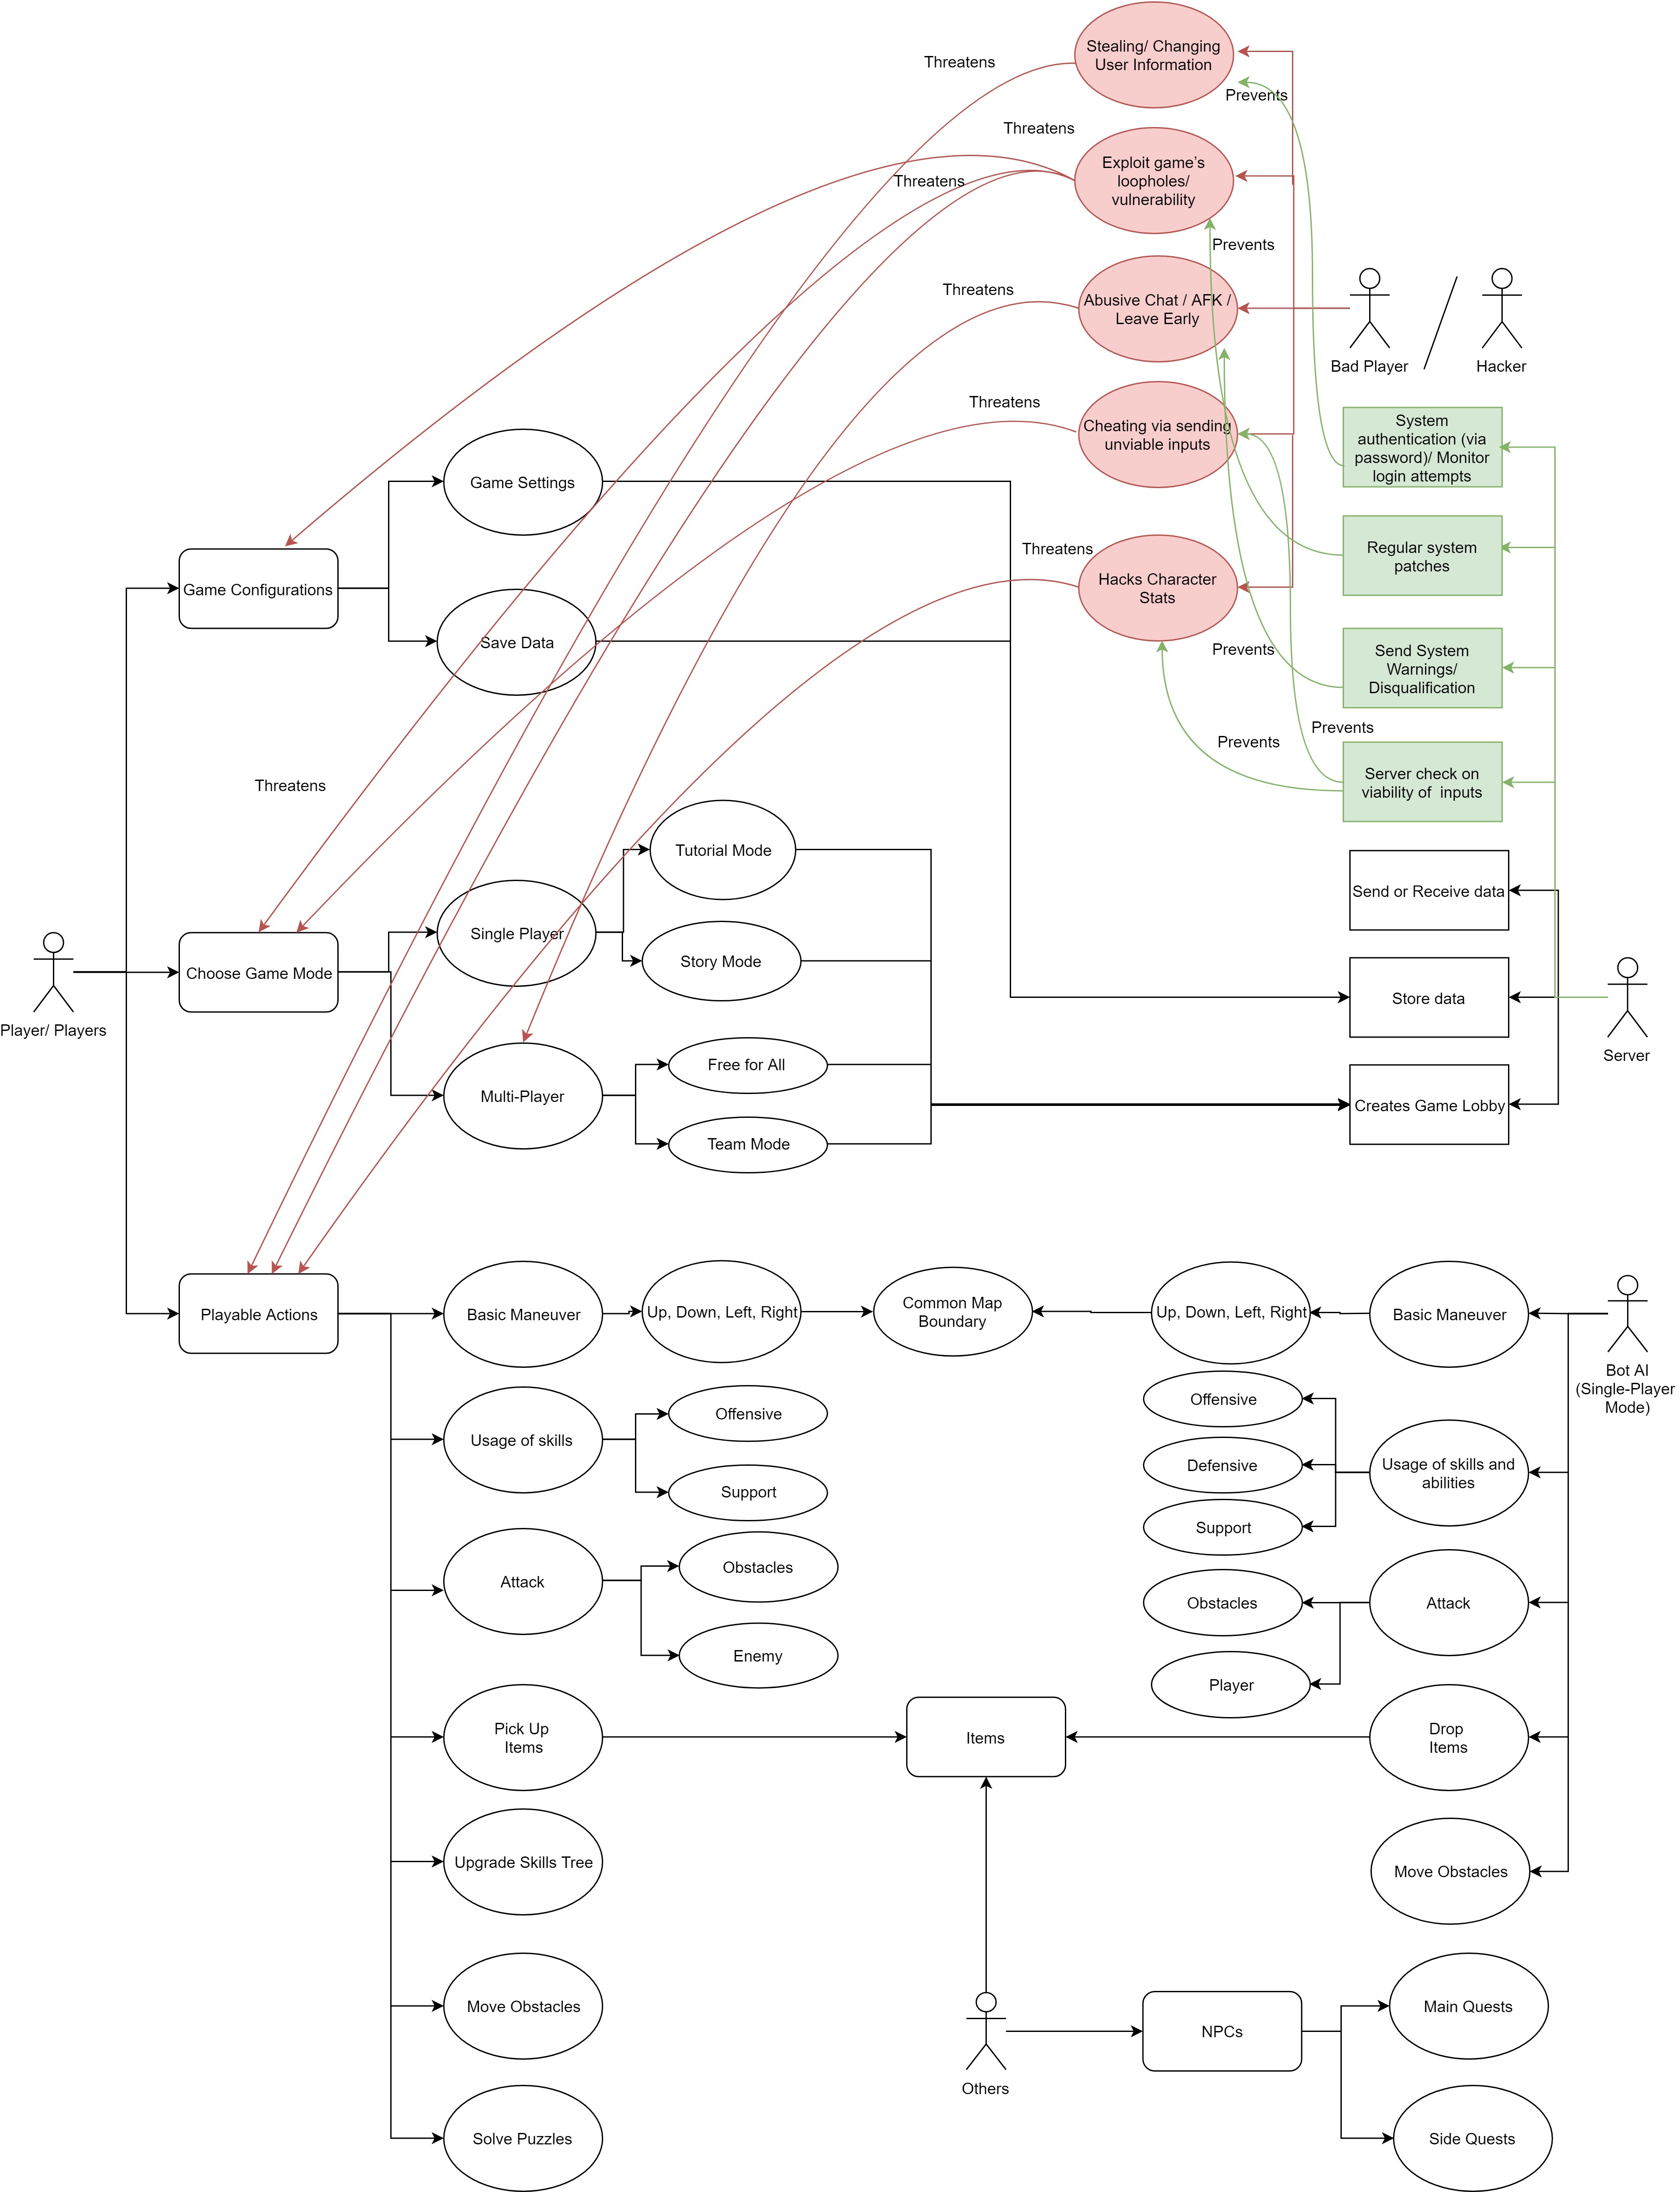 Stealing/ Changing
User Information
Threatens
Prevents
Threatens
Exploit game's
loopholes/
vulnerability
Threatens
Prevents
Threatens
Abusive Chat / AFK /
Leave Early
Bad Player
Hacker
Threatens
Cheating via sending
unviable inputs
System
authentication (via
password)/ Monitor
login attempts
Game Settings
Threatens
Regular system
patches
Hacks Character
Stats
Game Configurations
Save Data
Prevents
Send System
Warnings/
Disqualification
Prevents
Prevents
Threatens
Server check on
viability of  inputs
Tutorial Mode
Send or Receive data
Single Player
Story Mode
Choose Game Mode
Store data
Player/ Players
Server
Free for All
Multi-Player
Creates Game Lobby
Team Mode
Playable Actions
Basic Maneuver
Up, Down, Left, Right
Common Map
Boundary
Up, Down, Left, Right
Basic Maneuver
Bot AI
(Single-Player
Mode)
Usage of skills
Offensive
Support
Offensive
Defensive
Support
Usage of skills and
abilities
Attack
Obstacles
Enemy
Obstacles
Player
Attack
Pick Up
Items
Items
Drop
Items
Upgrade Skills Tree
Move Obstacles
Move Obstacles
Others
NPCs
Main Quests
Side Quests
Solve Puzzles